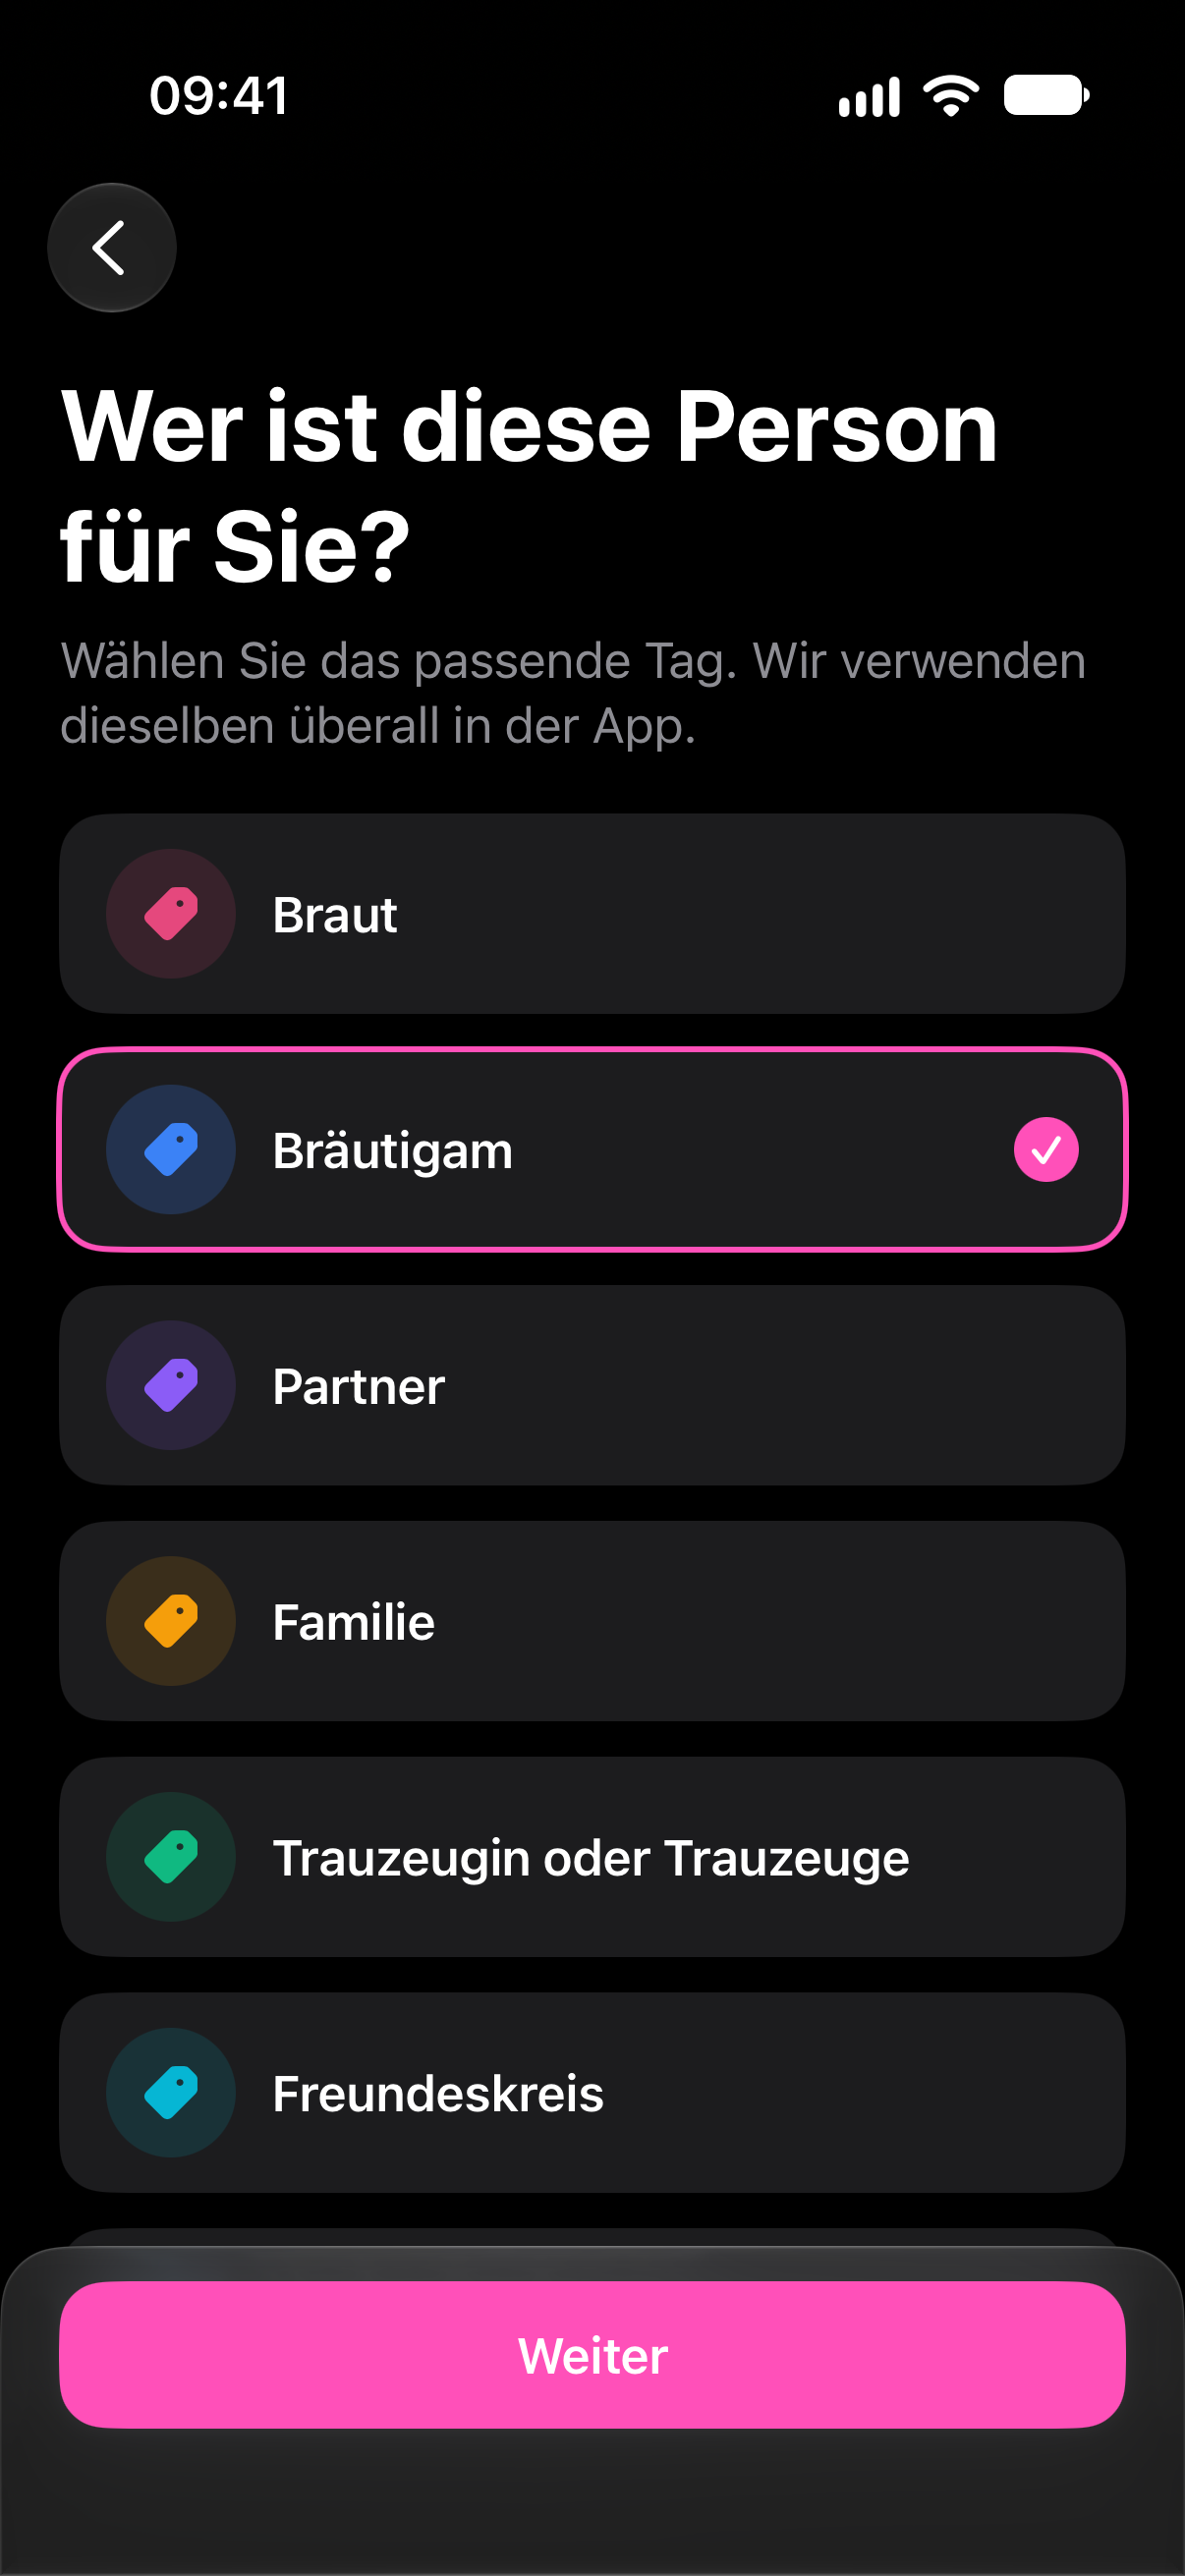 09:41
Wer ist diese Person
für Sie?
Wählen Sie das passende Tag. Wir verwenden
dieselben überall in der App.
Braut
Bräutigam
Partner
Familie
Trauzeugin oder Trauzeuge
Freundeskreis
Weiter